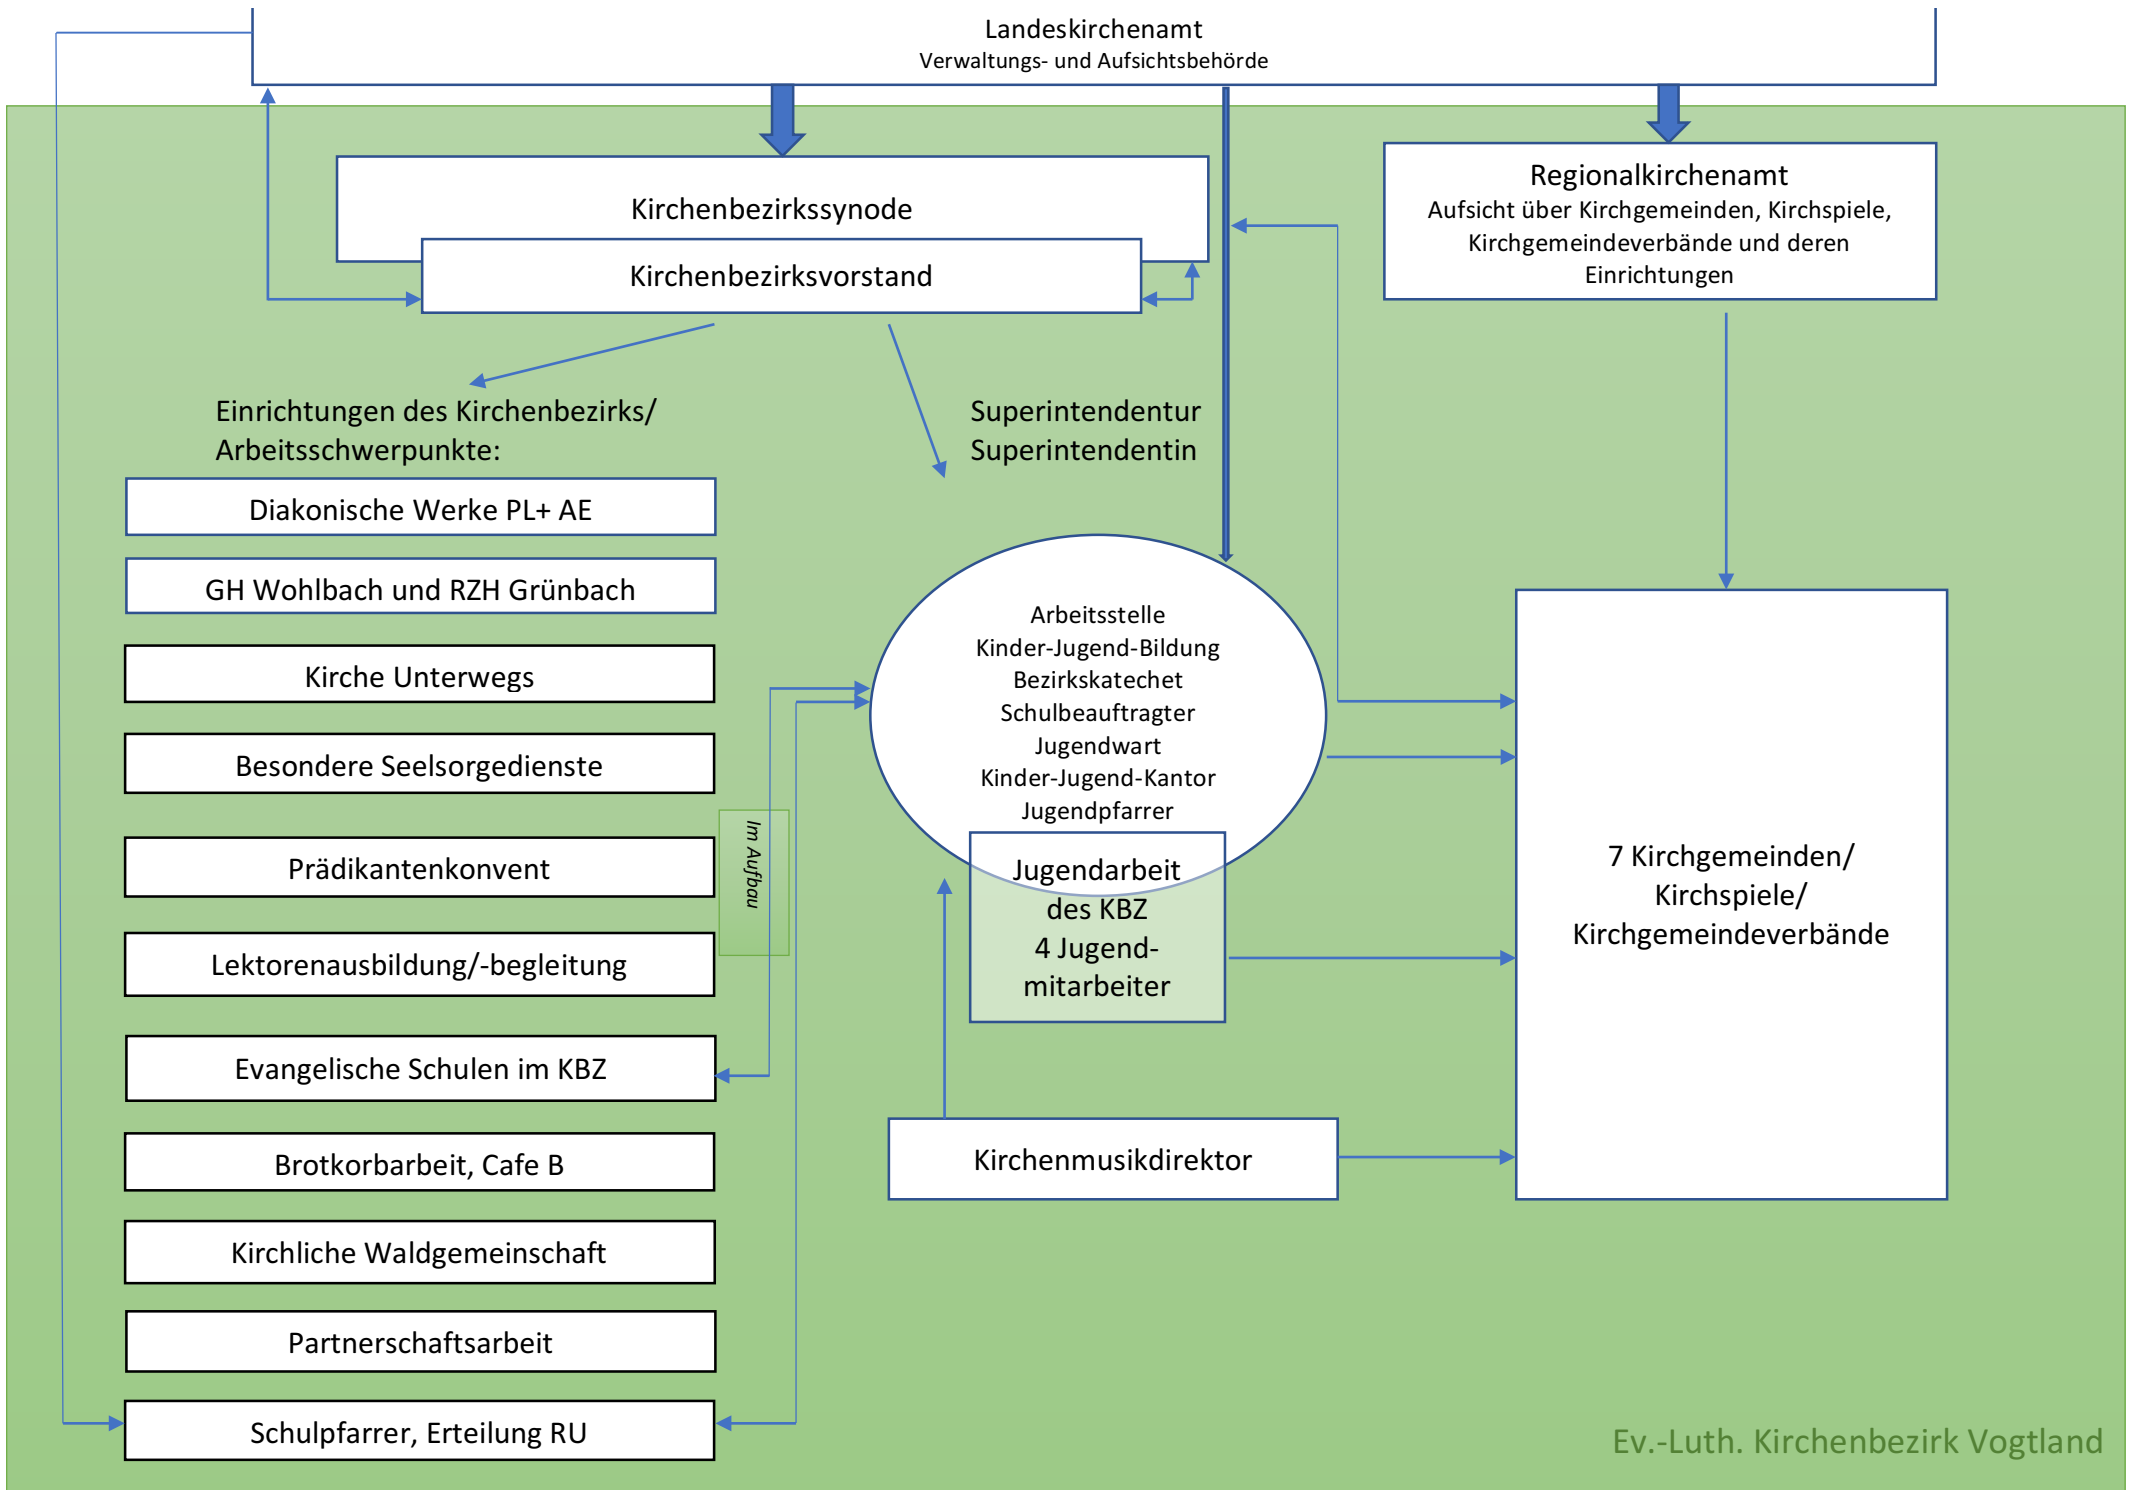 Landeskirchenamt
Verwaltungs- und Aufsichtsbehörde
Kirchenbezirkssynode
Kirchenbezirksvorstand
Regionalkirchenamt
Aufsicht über Kirchgemeinden, Kirchspiele,
Kirchgemeindeverbände und deren
Einrichtungen
Einrichtungen des Kirchenbezirks/
Arbeitsschwerpunkte:
Superintendentur
Superintendentin
Diakonische Werke PL+ AE
GH Wohlbach und RZH Grünbach
Kirche Unterwegs
Besondere Seelsorgedienste
Prädikantenkonvent
Lektorenausbildung/-begleitung
Evangelische Schulen im KBZ
Brotkorbarbeit, Cafe B
Kirchliche Waldgemeinschaft
Partnerschaftsarbeit
Schulpfarrer, Erteilung RU
Im Aufbau
Arbeitsstelle
Kinder-Jugend-Bildung
Bezirkskatechet
Schulbeauftragter
Jugendwart
Kinder-Jugend-Kantor
Jugendpfarrer
Jugendarbeit
des KBZ
4 Jugend-
mitarbeiter
Kirchenmusikdirektor
7 Kirchgemeinden/
Kirchspiele/
Kirchgemeindeverbände
Ev.-Luth. Kirchenbezirk Vogtland